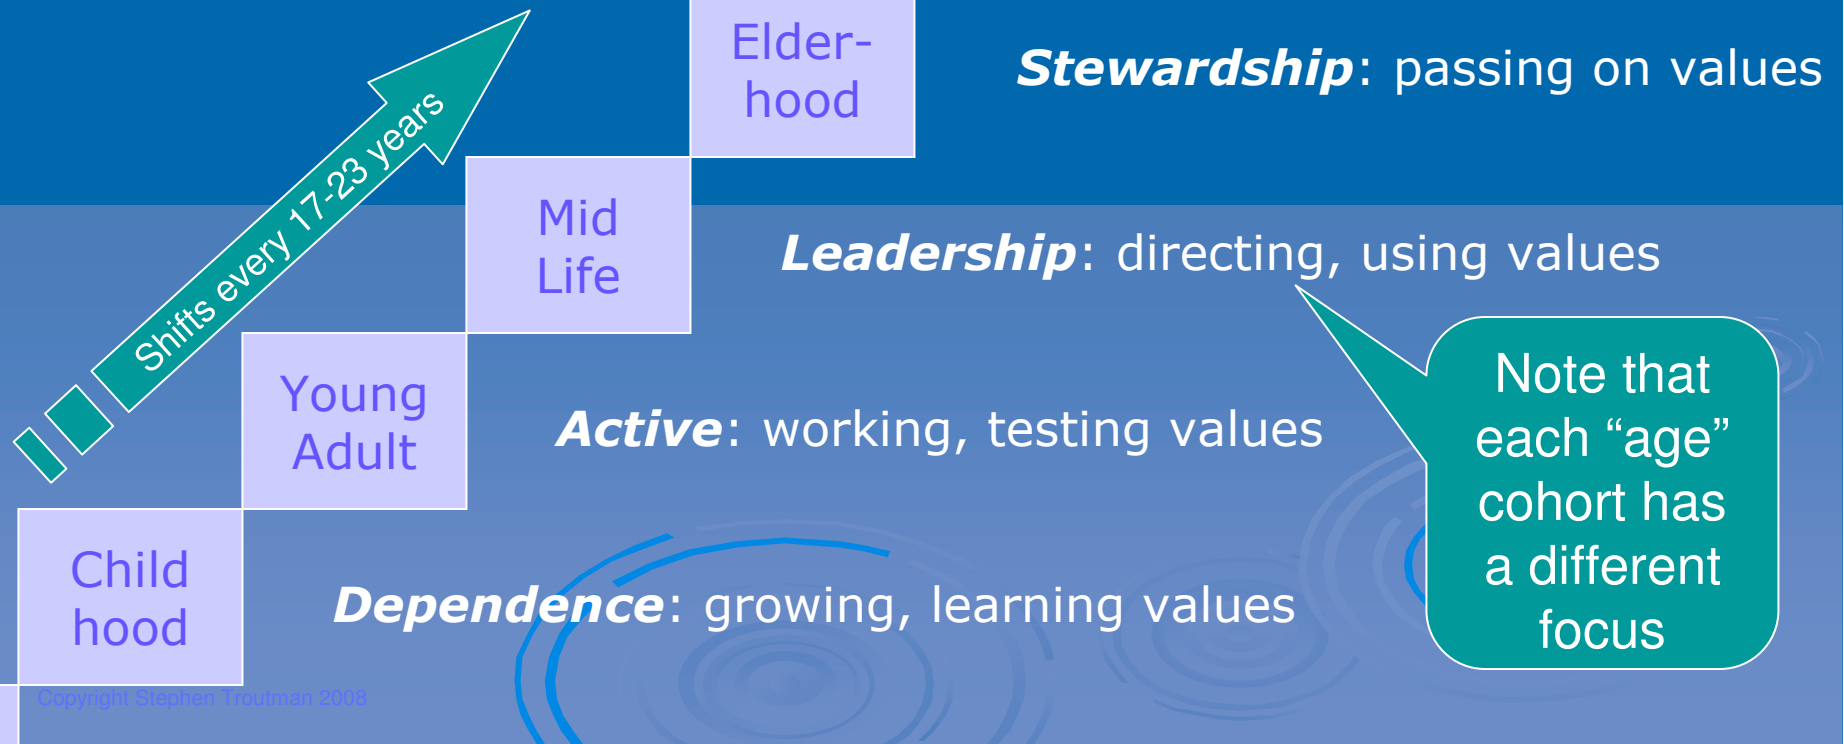 Elder-
hood
Stewardship: passing on values
Shifts every 17-23 years
Mid
Life
Leadership: directing, using values
Young
Adult
Active: working, testing values
Note that
each “age”
cohort has
a different
focus
Child
hood
Dependence: growing, learning values
Copyright Stephen Troutman 2008